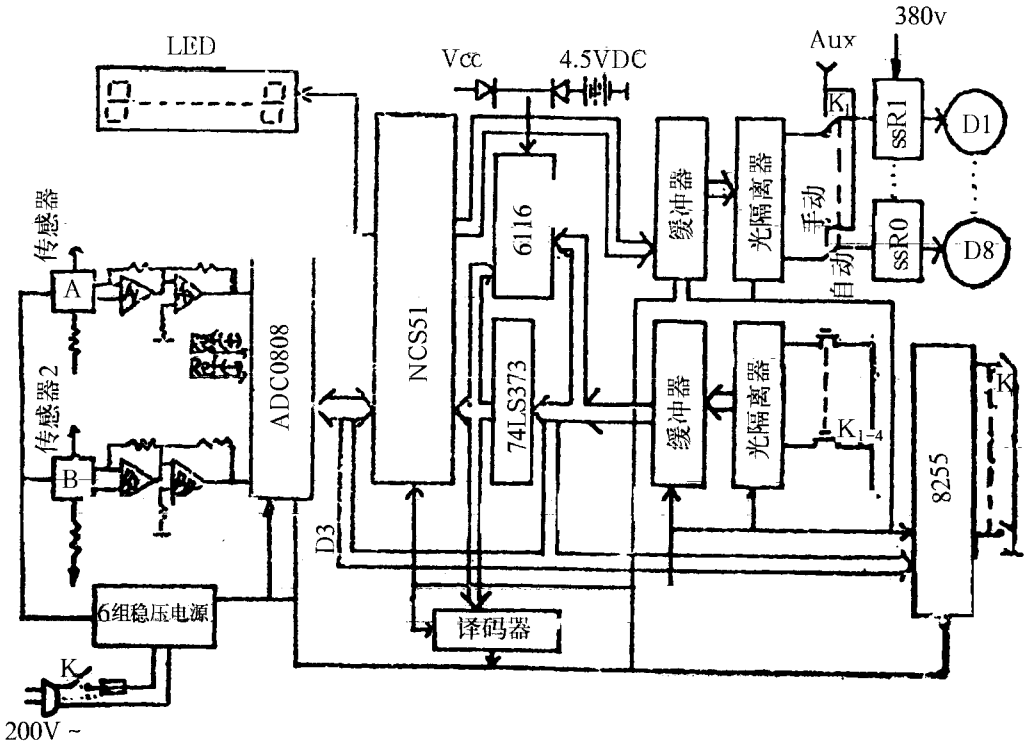 380v
LED
Vcc
4.5VDC
Aux
K1
ssR1
D1
传感器
A
ADC0808
NCS51
6116
缓冲器
光隔离器
手动
自动
ssR0
D8
传感器2
B
74LS373
缓冲器
光隔离器
K1-4
8255
K
D3
6组稳压电源
译码器
K
200V ~